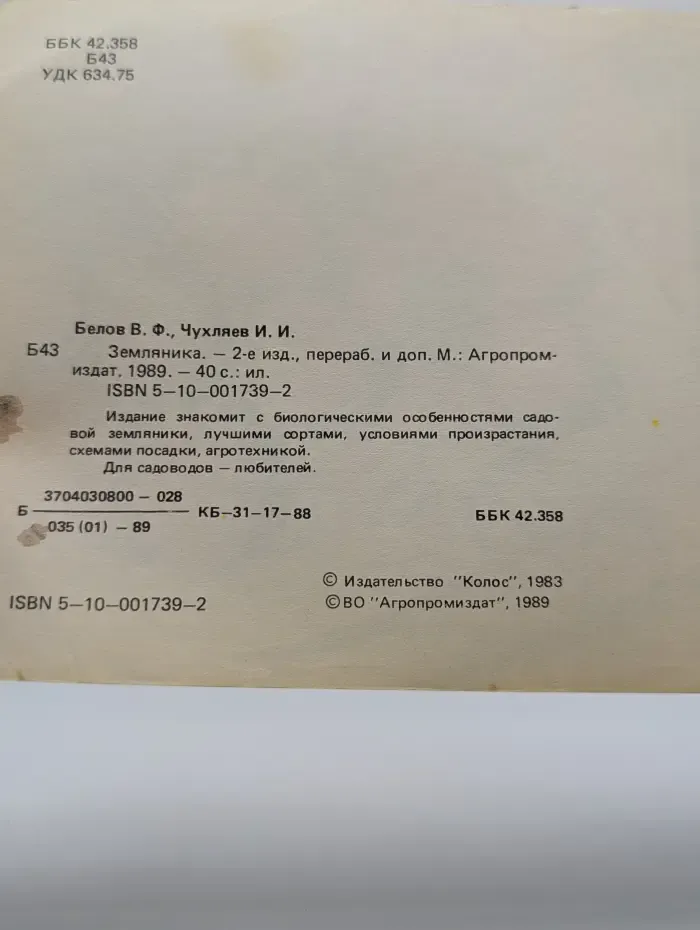 ББК 42.358
Б43
УДК 634.75
Белов В. Ф., Чухляев И. И.
Б43 Земляника. — 2-е изд., перераб. и доп. М.: Агропром-
издат, 1989. — 40 с.: ил.
ISBN 5—10—001739—2
Издание знакомит с биологическими особенностями садо-
вой земляники, лучшими сортами, условиями произрастания,
схемами посадки, агротехникой.
Для садоводов — любителей.
3704030800 — 028
Б ——— КБ—31—17—88 ББК 42.358
035 (01) — 89
© Издательство "Колос", 1983
ISBN 5—10—001739—2 © ВО "Агропромиздат", 1989